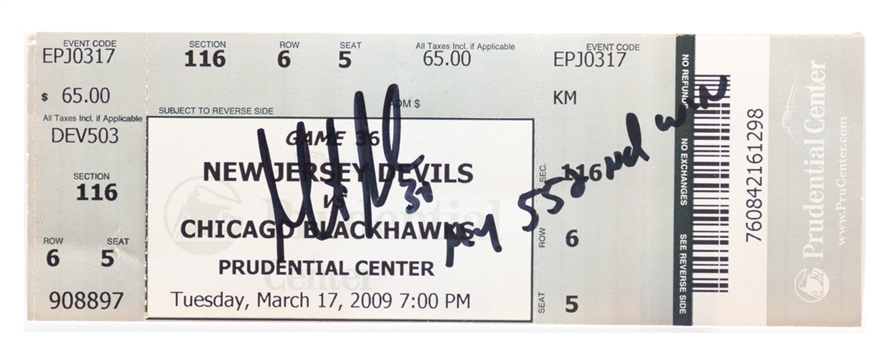 EVENT CODE
EPJ0317
SECTION ROW SEAT
116 6 5
All Taxes Incl. if Applicable
65.00
EVENT CODE
EPJ0317
$ 65.00
All Taxes Incl. if Applicable
DEV503
SUBJECT TO REVERSE SIDE
ADM $
KM
SECTION
116
ROW SEAT
6 5
908897
GAME 36
NEW JERSEY DEVILS
vs
CHICAGO BLACKHAWKS
PRUDENTIAL CENTER
Tuesday, March 17, 2009 7:00 PM
30
my 552nd win
SEC.
116
ROW
6
SEAT
5
NO REFUNDS
NO EXCHANGES
SEE REVERSE SIDE
760842161298
Prudential Center
www.PruCenter.com
Prudential
Center